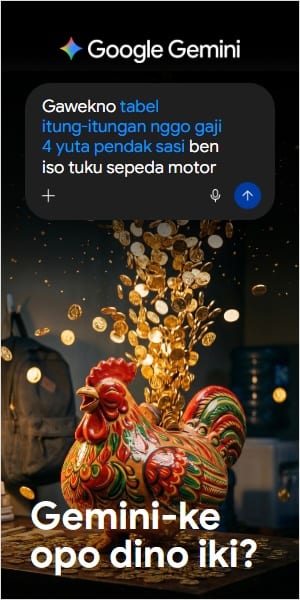 Google Gemini
Gawekno tabel
itung-itungan nggo gaji
4 yuta pendak sasi ben
iso tuku sepeda motor
Gemini-ke
opo dino iki?